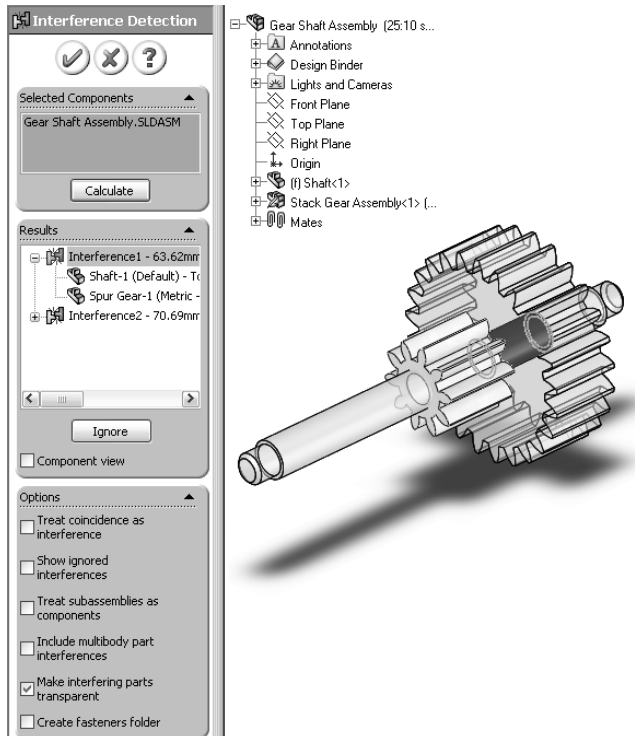 Interference Detection
?
Selected Components
Gear Shaft Assembly.SLDASM
Calculate
Results
Interference1 - 63.62mm
Shaft-1 (Default) - To
Spur Gear-1 (Metric -
Interference2 - 70.69mm
Ignore
Component view
Options
Treat coincidence as
interference
Show ignored
interferences
Treat subassemblies as
components
Include multibody part
interferences
Make interfering parts
transparent
Create fasteners folder
Gear Shaft Assembly (25:10 s...
A Annotations
Design Binder
Lights and Cameras
Front Plane
Top Plane
Right Plane
Origin
(f) Shaft<1>
Stack Gear Assembly<1> (...
Mates